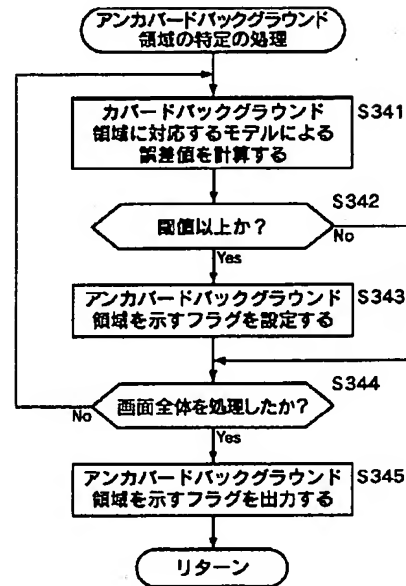 アンカバードバックグラウンド
領域の特定の処理
カバードバックグラウンド
領域に対応するモデルによる
誤差値を計算する
S341
閾値以上か?
S342
No
Yes
アンカバードバックグラウンド
領域を示すフラグを設定する
S343
画面全体を処理したか?
S344
No
Yes
アンカバードバックグラウンド
領域を示すフラグを出力する
S345
リターン